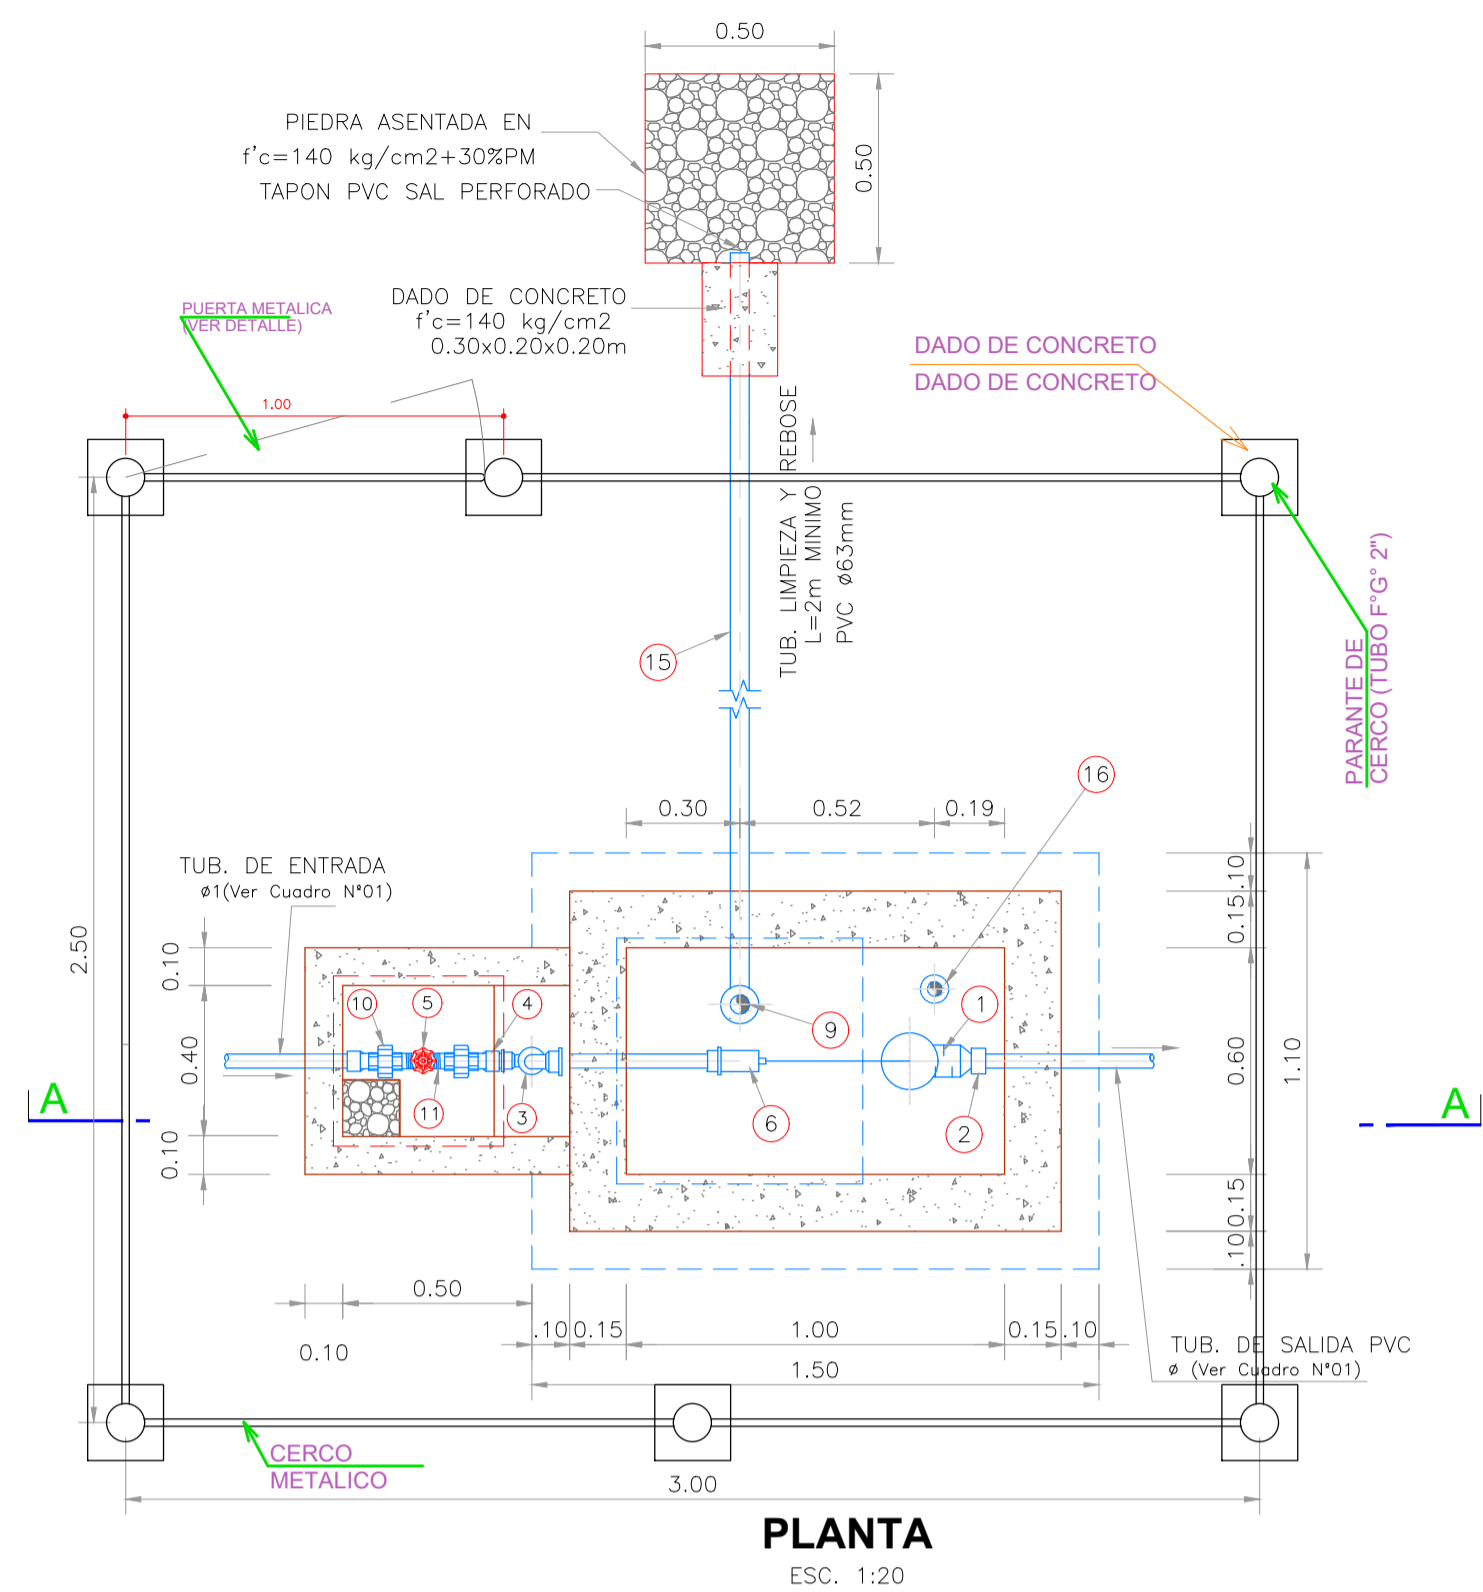 0.50
PIEDRA ASENTADA EN
f'c=140 kg/cm2+30%PM
TAPON PVC SAL PERFORADO
0.50
DADO DE CONCRETO
f'c=140 kg/cm2
0.30x0.20x0.20m
PUERTA METALICA
(VER DETALLE)
1.00
DADO DE CONCRETO
DADO DE CONCRETO
TUB. LIMPIEZA Y REBOSE
L=2m MINIMO
PVC ø63mm
PARANTE DE
CERCO (TUBO F°G° 2")
15
16
0.30
0.52
0.19
TUB. DE ENTRADA
ø1(Ver Cuadro N°01)
2.50
0.10
0.40
0.10
10
5
4
11
3
9
1
6
2
.10
0.15
0.60
0.15
.10
1.10
A
A
0.50
0.10
.10
0.15
1.00
0.15
.10
1.50
TUB. DE SALIDA PVC
ø (Ver Cuadro N°01)
CERCO
METALICO
3.00
PLANTA
ESC. 1:20